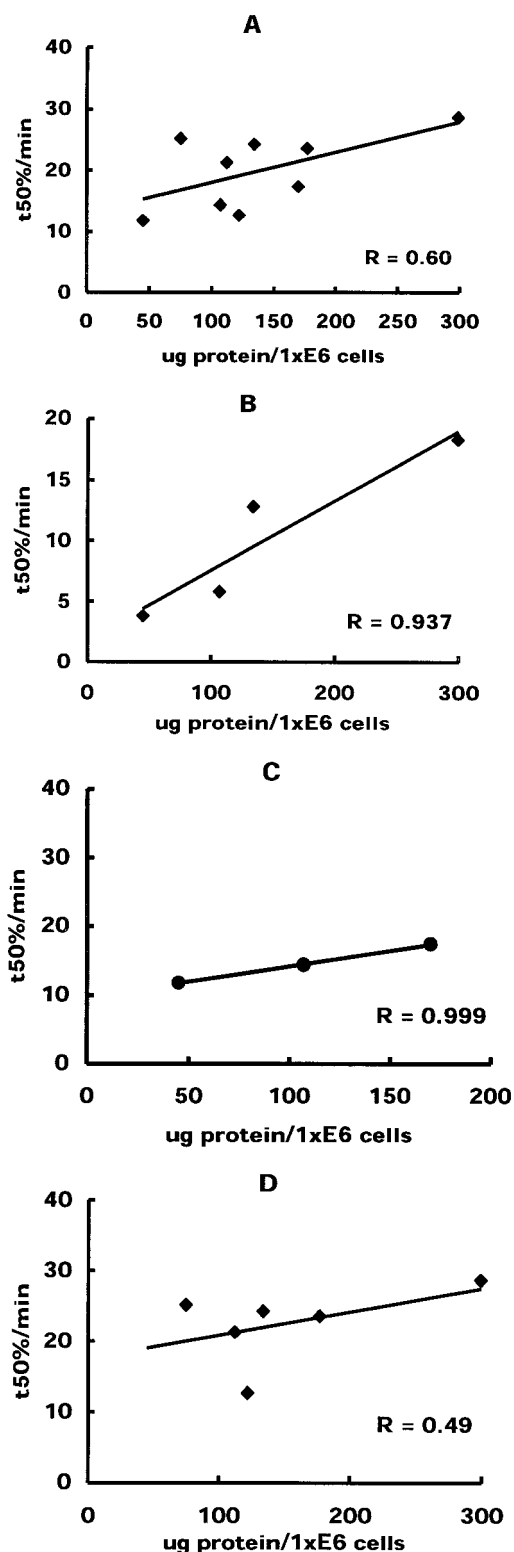 A
40
30
20
10
0
t50%/min
R = 0.60
0 50 100 150 200 250 300
ug protein/1xE6 cells
B
20
15
10
5
0
t50%/min
R = 0.937
0 100 200 300
ug protein/1xE6 cells
C
40
30
20
10
0
t50%/min
R = 0.999
0 50 100 150 200
ug protein/1xE6 cells
D
40
30
20
10
0
t50%/min
R = 0.49
0 100 200 300
ug protein/1xE6 cells